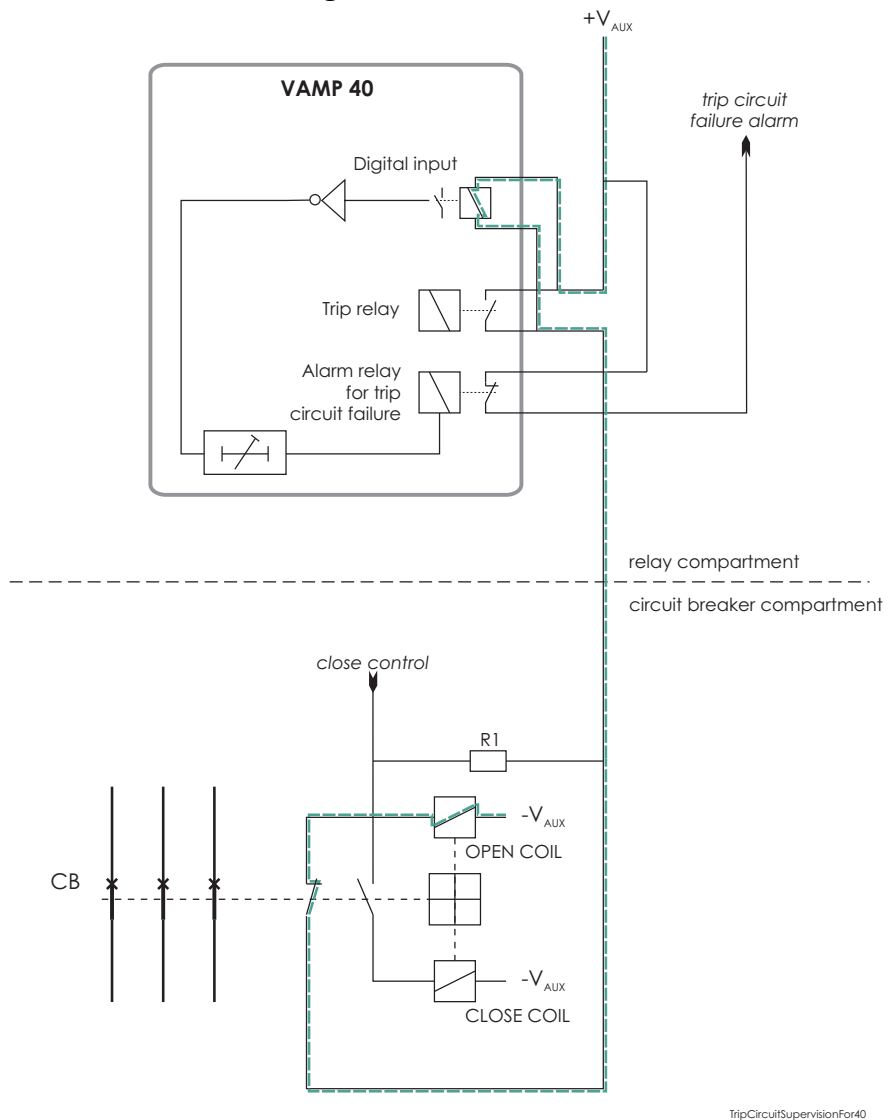 +VAUX
VAMP 40
trip circuit
failure alarm
Digital input
Trip relay
Alarm relay
for trip
circuit failure
relay compartment
circuit breaker compartment
close control
R1
-VAUX
OPEN COIL
CB
-VAUX
CLOSE COIL
TripCircuitSupervisionFor40